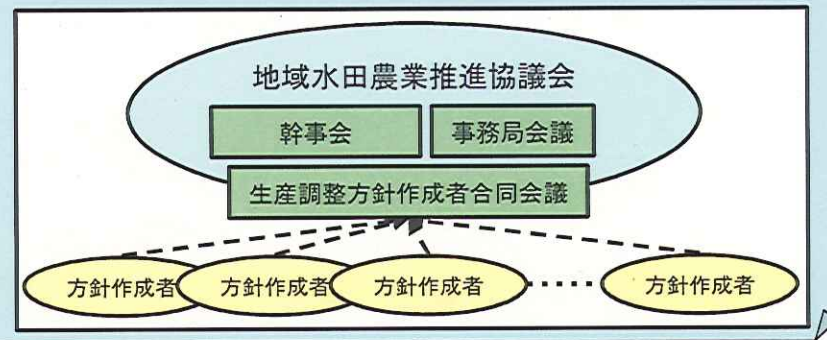 地域水田農業推進協議会
幹事会
事務局会議
生産調整方針作成者合同会議
方針作成者
方針作成者
方針作成者
方針作成者